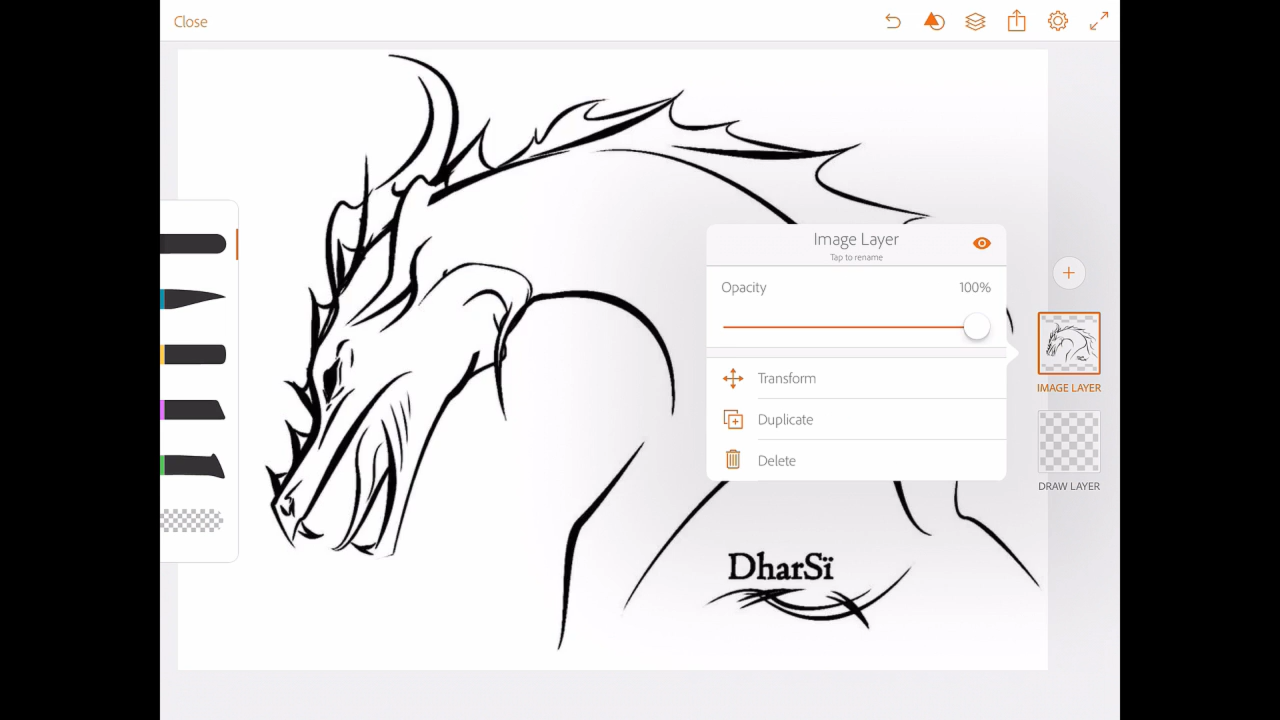 Close
Image Layer
Tap to rename
Opacity 100%
Transform
Duplicate
Delete
IMAGE LAYER
DRAW LAYER
DharSï